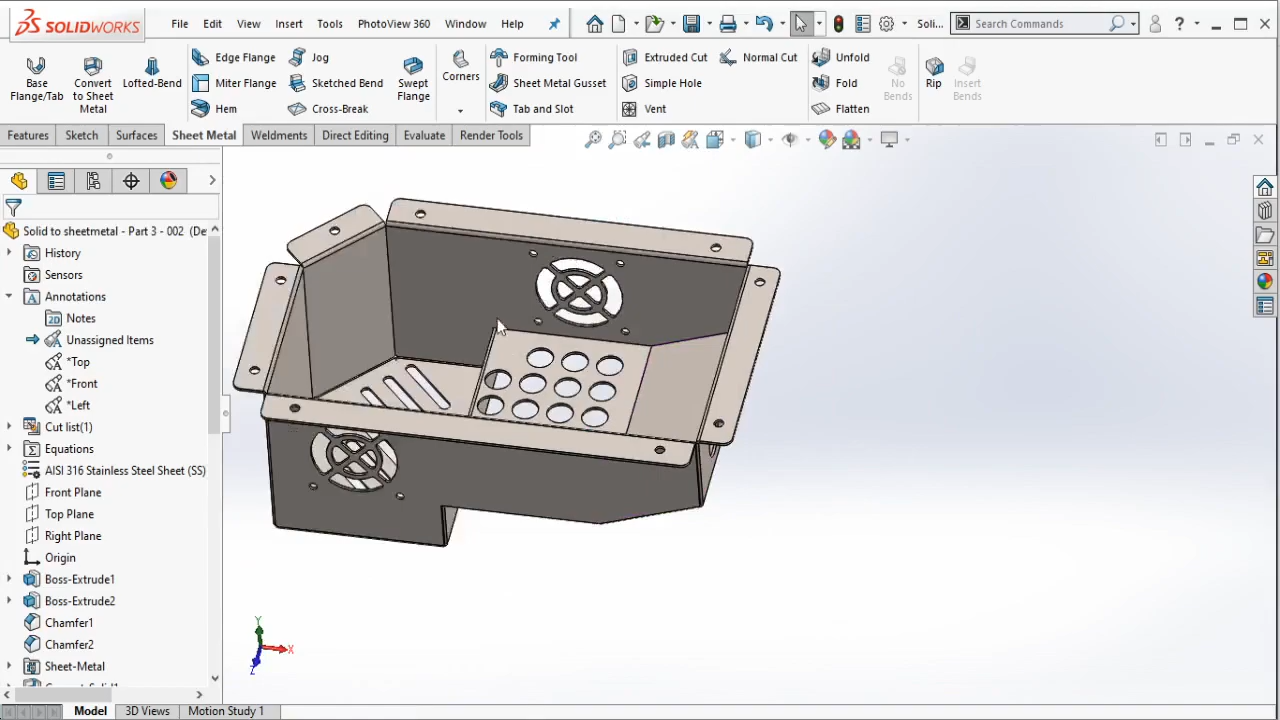 SOLIDWORKS File Edit View Insert Tools PhotoView 360 Window Help Soli... Search Commands
Base Flange/Tab
Convert to Sheet Metal
Lofted-Bend
Edge Flange
Miter Flange
Hem
Jog
Sketched Bend
Cross-Break
Swept Flange
Corners
Forming Tool
Sheet Metal Gusset
Tab and Slot
Extruded Cut
Simple Hole
Vent
Normal Cut
Unfold
Fold
Flatten
No Bends
Rip
Insert Bends
Features Sketch Surfaces Sheet Metal Weldments Direct Editing Evaluate Render Tools
Solid to sheetmetal - Part 3 - 002 (De
History
Sensors
Annotations
Notes
Unassigned Items
*Top
*Front
*Left
Cut list(1)
Equations
AISI 316 Stainless Steel Sheet (SS)
Front Plane
Top Plane
Right Plane
Origin
Boss-Extrude1
Boss-Extrude2
Chamfer1
Chamfer2
Sheet-Metal
Y
X
Z
Model 3D Views Motion Study 1